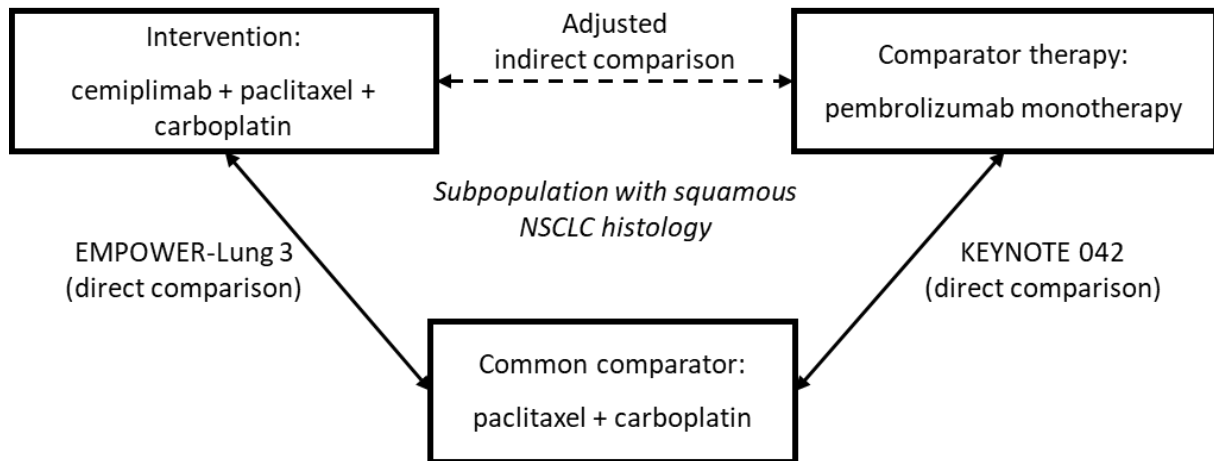 Intervention:
cemiplimab + paclitaxel +
carboplatin
Adjusted
indirect comparison
Comparator therapy:
pembrolizumab monotherapy
Subpopulation with squamous
NSCLC histology
EMPOWER-Lung 3
(direct comparison)
KEYNOTE 042
(direct comparison)
Common comparator:
paclitaxel + carboplatin